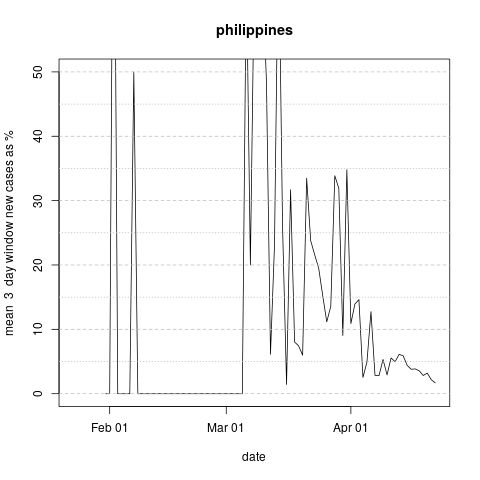 philippines
mean  3  day window new cases as %
50
40
30
20
10
0
Feb 01
Mar 01
Apr 01
date